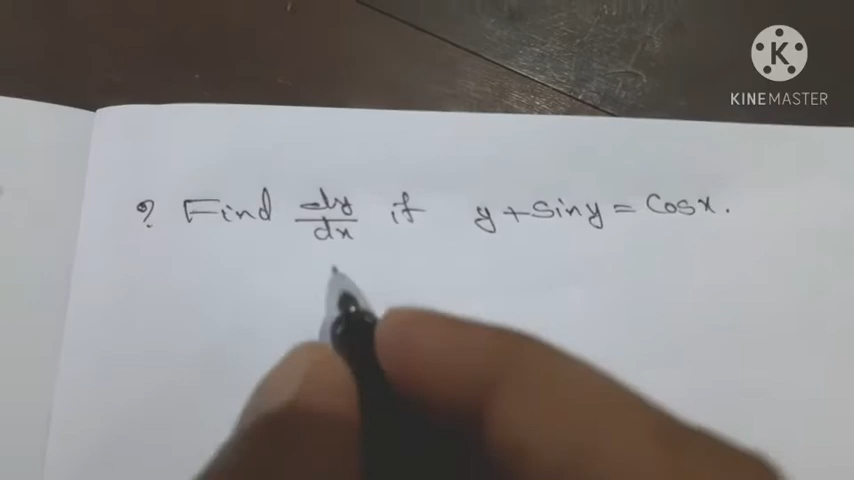 K
KINEMASTER
? Find dy/dx if y + sin y = Cos x.